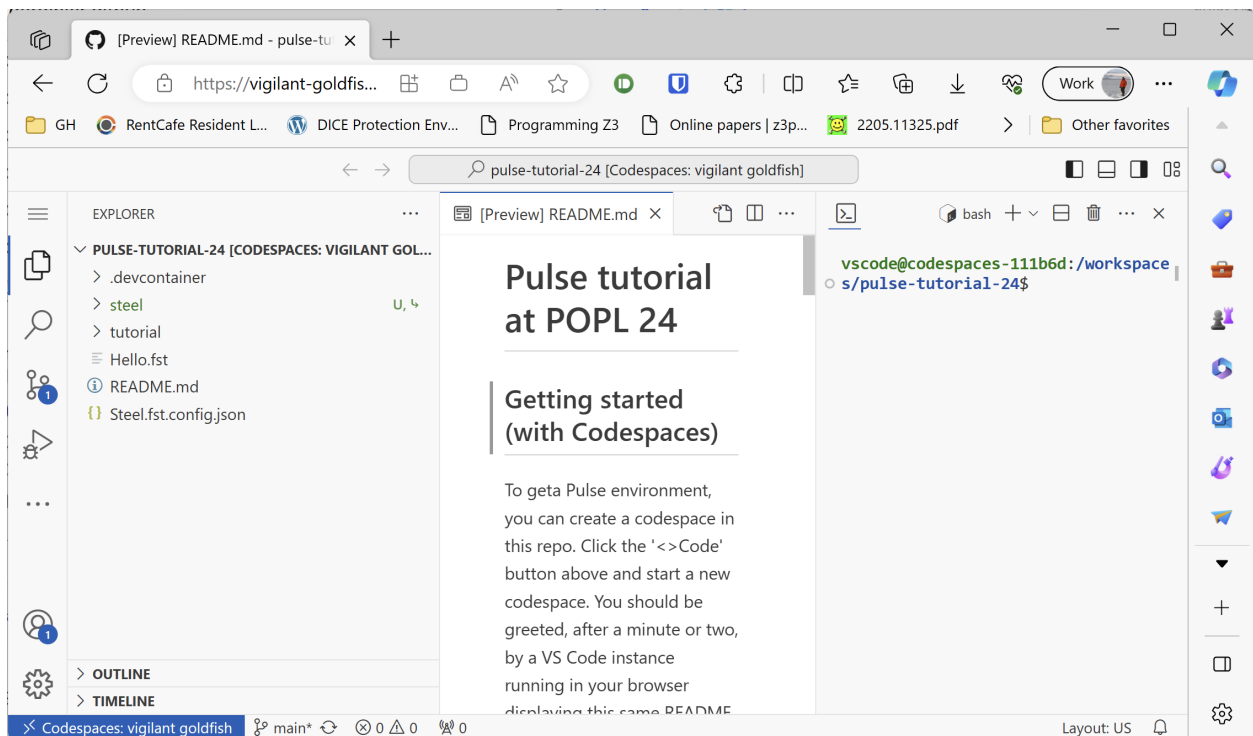 [Preview] README.md - pulse-tu
https://vigilant-goldfis...
Work
GH
RentCafe Resident L...
DICE Protection Env...
Programming Z3
Online papers | z3p...
2205.11325.pdf
Other favorites
pulse-tutorial-24 [Codespaces: vigilant goldfish]
EXPLORER
PULSE-TUTORIAL-24 [CODESPACES: VIGILANT GOL...
.devcontainer
steel
U,
tutorial
Hello.fst
README.md
{} Steel.fst.config.json
1
1
OUTLINE
TIMELINE
[Preview] README.md
Pulse tutorial
at POPL 24
Getting started
(with Codespaces)
To geta Pulse environment,
you can create a codespace in
this repo. Click the '<>Code'
button above and start a new
codespace. You should be
greeted, after a minute or two,
by a VS Code instance
running in your browser
displaying this same README
bash
vscode@codespaces-111b6d:/workspace
s/pulse-tutorial-24$
Codespaces: vigilant goldfish
main*
0
0
0
Layout: US